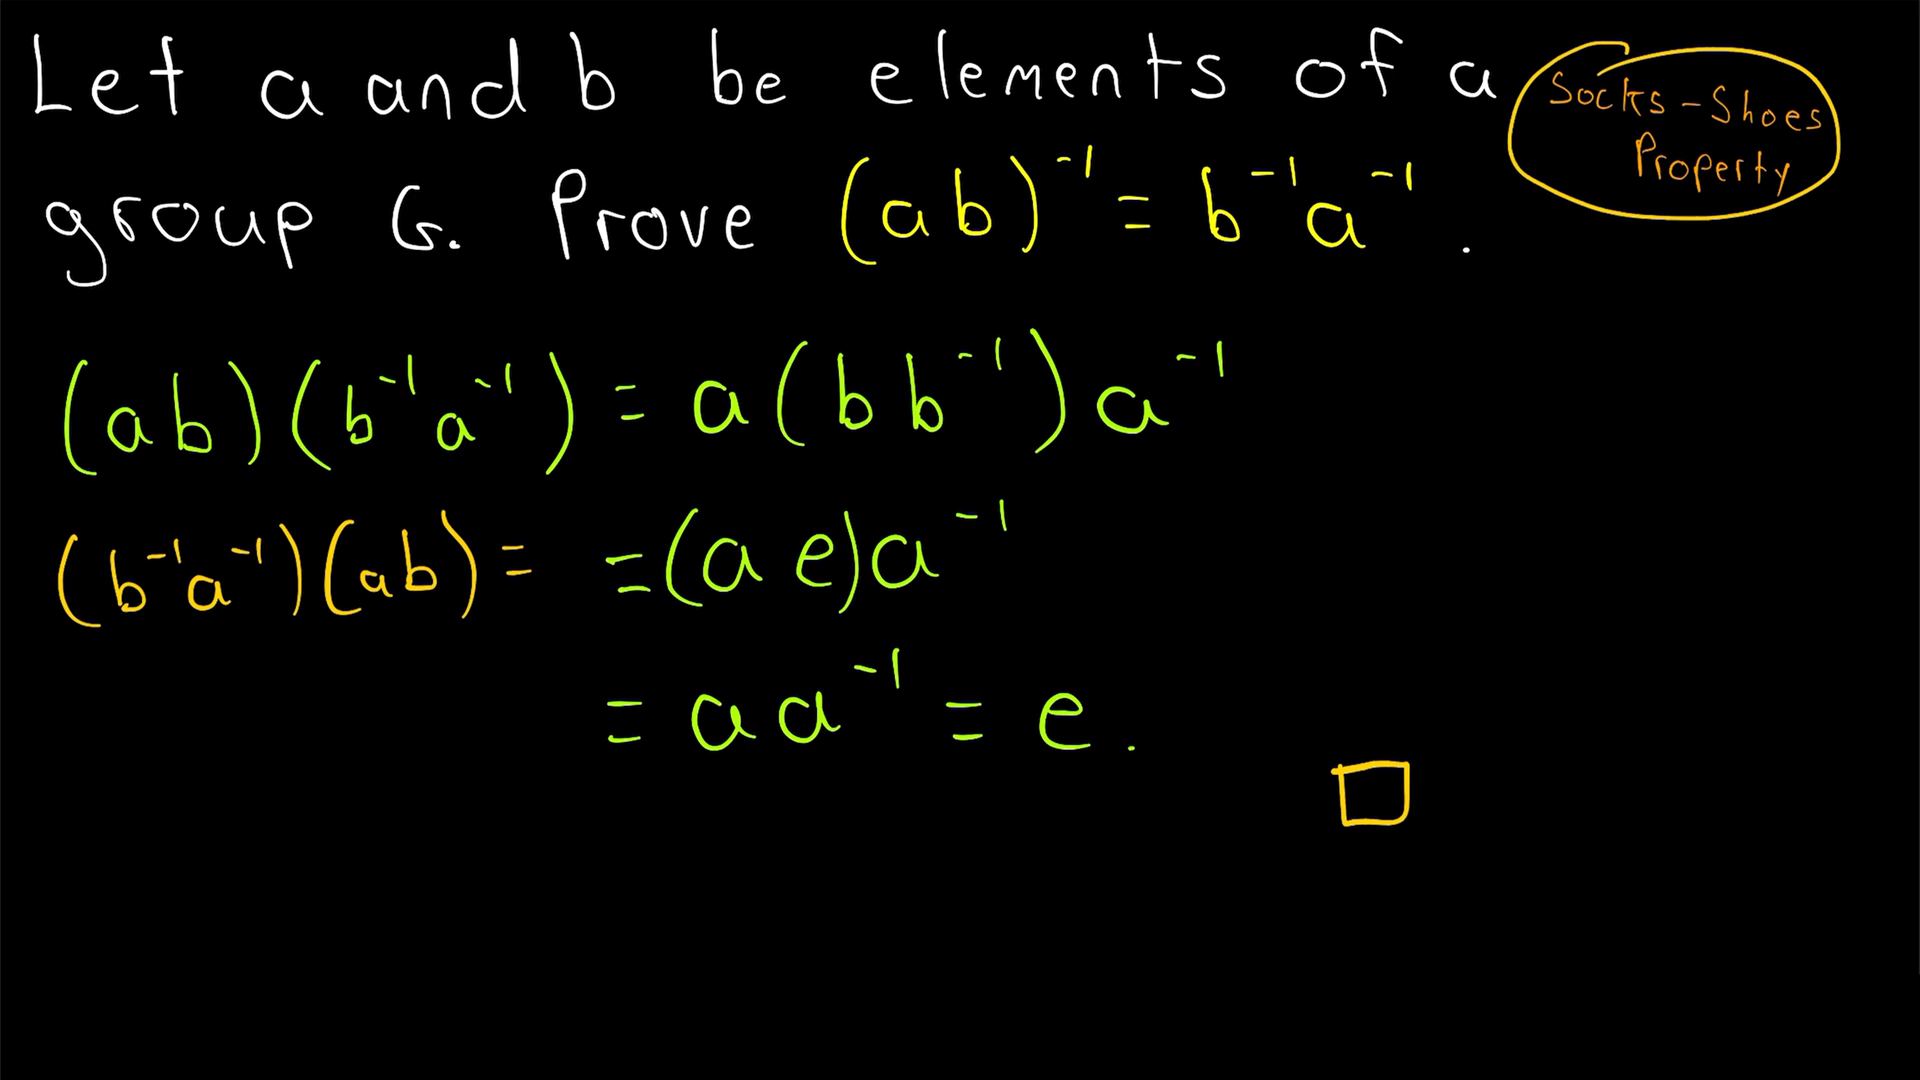 Let a and b be elements of a
group G. Prove (ab)⁻¹ = b⁻¹a⁻¹.
Socks-Shoes
Property
(ab)(b⁻¹a⁻¹) = a(bb⁻¹)a⁻¹
(b⁻¹a⁻¹)(ab) =
=(ae)a⁻¹
= aa⁻¹ = e.